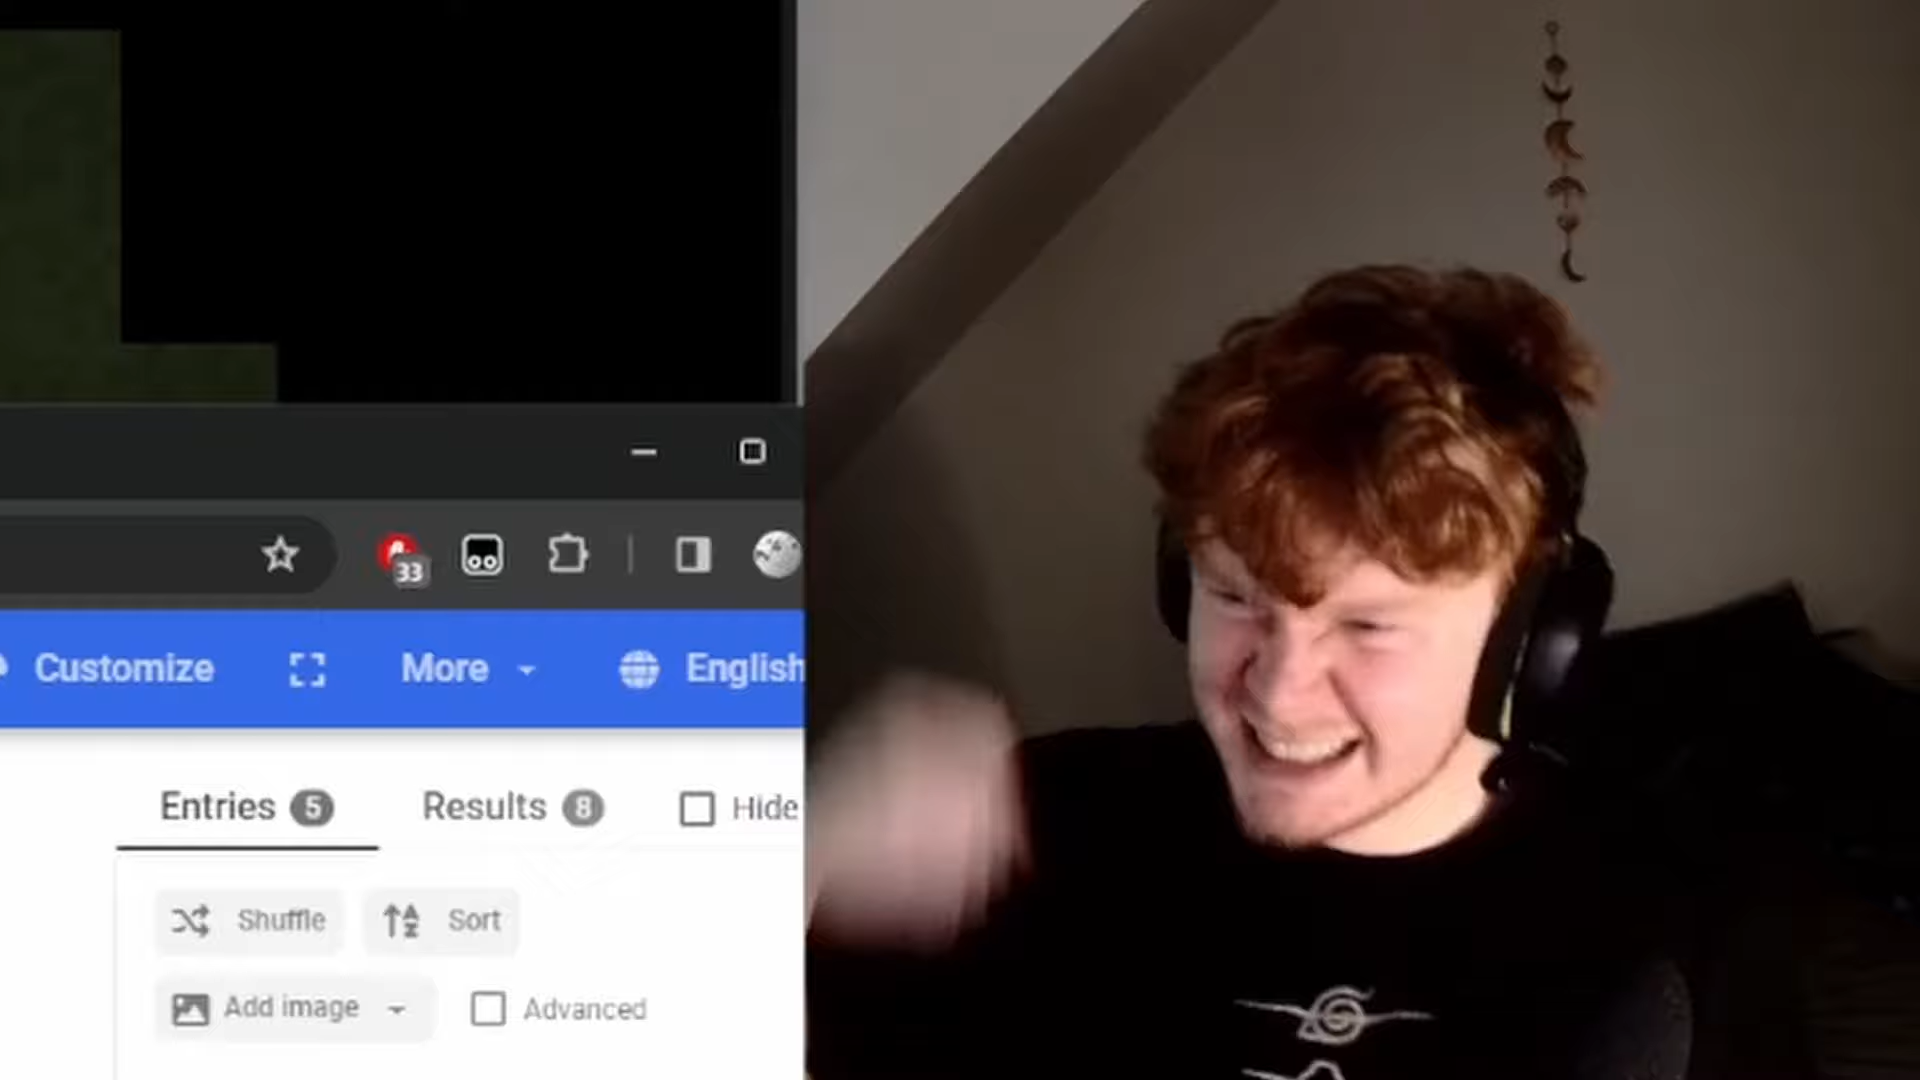 33
Customize More English
Entries 5 Results 8 Hide
Shuffle Sort
Add image Advanced